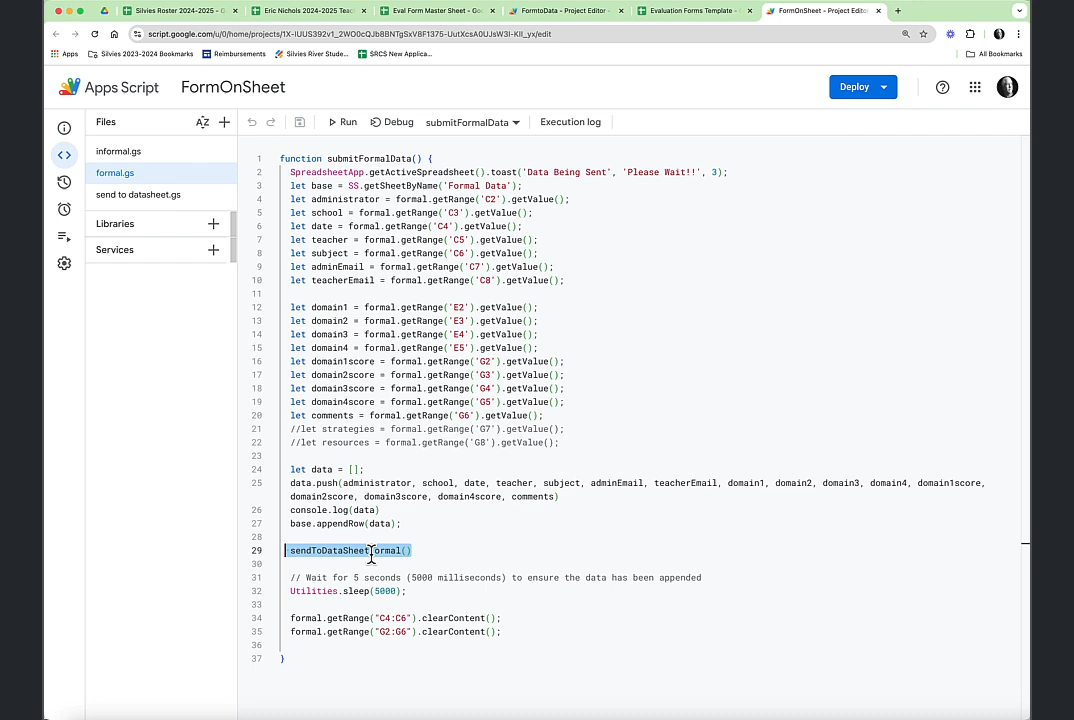 Silvies Roster 2024-2025 - G
Eric Nichols 2024-2025 Teac
Eval Form Master Sheet - Go
FormtoData - Project Editor -
Evaluation Forms Template -
FormOnSheet - Project Editor
script.google.com/u/0/home/projects/1X-IUUS392v1_2WO0cQJb8BNTgSxV8F1375-UutXcsA0UJsW3I-KIl_yx/edit
Apps
Silvies 2023-2024 Bookmarks
Reimbursements
Silvies River Stude...
SRCS New Applica...
All Bookmarks
Apps Script
FormOnSheet
Deploy
Files
AZ
Run
Debug
submitFormalData
Execution log
informal.gs
formal.gs
send to datasheet.gs
Libraries
Services
1 function submitFormalData() {
2 SpreadsheetApp.getActiveSpreadsheet().toast('Data Being Sent', 'Please Wait!!', 3);
3 let base = SS.getSheetByName('Formal Data');
4 let administrator = formal.getRange('C2').getValue();
5 let school = formal.getRange('C3').getValue();
6 let date = formal.getRange('C4').getValue();
7 let teacher = formal.getRange('C5').getValue();
8 let subject = formal.getRange('C6').getValue();
9 let adminEmail = formal.getRange('C7').getValue();
10 let teacherEmail = formal.getRange('C8').getValue();
11
12 let domain1 = formal.getRange('E2').getValue();
13 let domain2 = formal.getRange('E3').getValue();
14 let domain3 = formal.getRange('E4').getValue();
15 let domain4 = formal.getRange('E5').getValue();
16 let domain1score = formal.getRange('G2').getValue();
17 let domain2score = formal.getRange('G3').getValue();
18 let domain3score = formal.getRange('G4').getValue();
19 let domain4score = formal.getRange('G5').getValue();
20 let comments = formal.getRange('G6').getValue();
21 //let strategies = formal.getRange('G7').getValue();
22 //let resources = formal.getRange('G8').getValue();
23
24 let data = [];
25 data.push(administrator, school, date, teacher, subject, adminEmail, teacherEmail, domain1, domain2, domain3, domain4, domain1score,
domain2score, domain3score, domain4score, comments)
26 console.log(data)
27 base.appendRow(data);
28
29 sendToDataSheetFormal()
30
31 // Wait for 5 seconds (5000 milliseconds) to ensure the data has been appended
32 Utilities.sleep(5000);
33
34 formal.getRange("C4:C6").clearContent();
35 formal.getRange("G2:G6").clearContent();
36
37 }